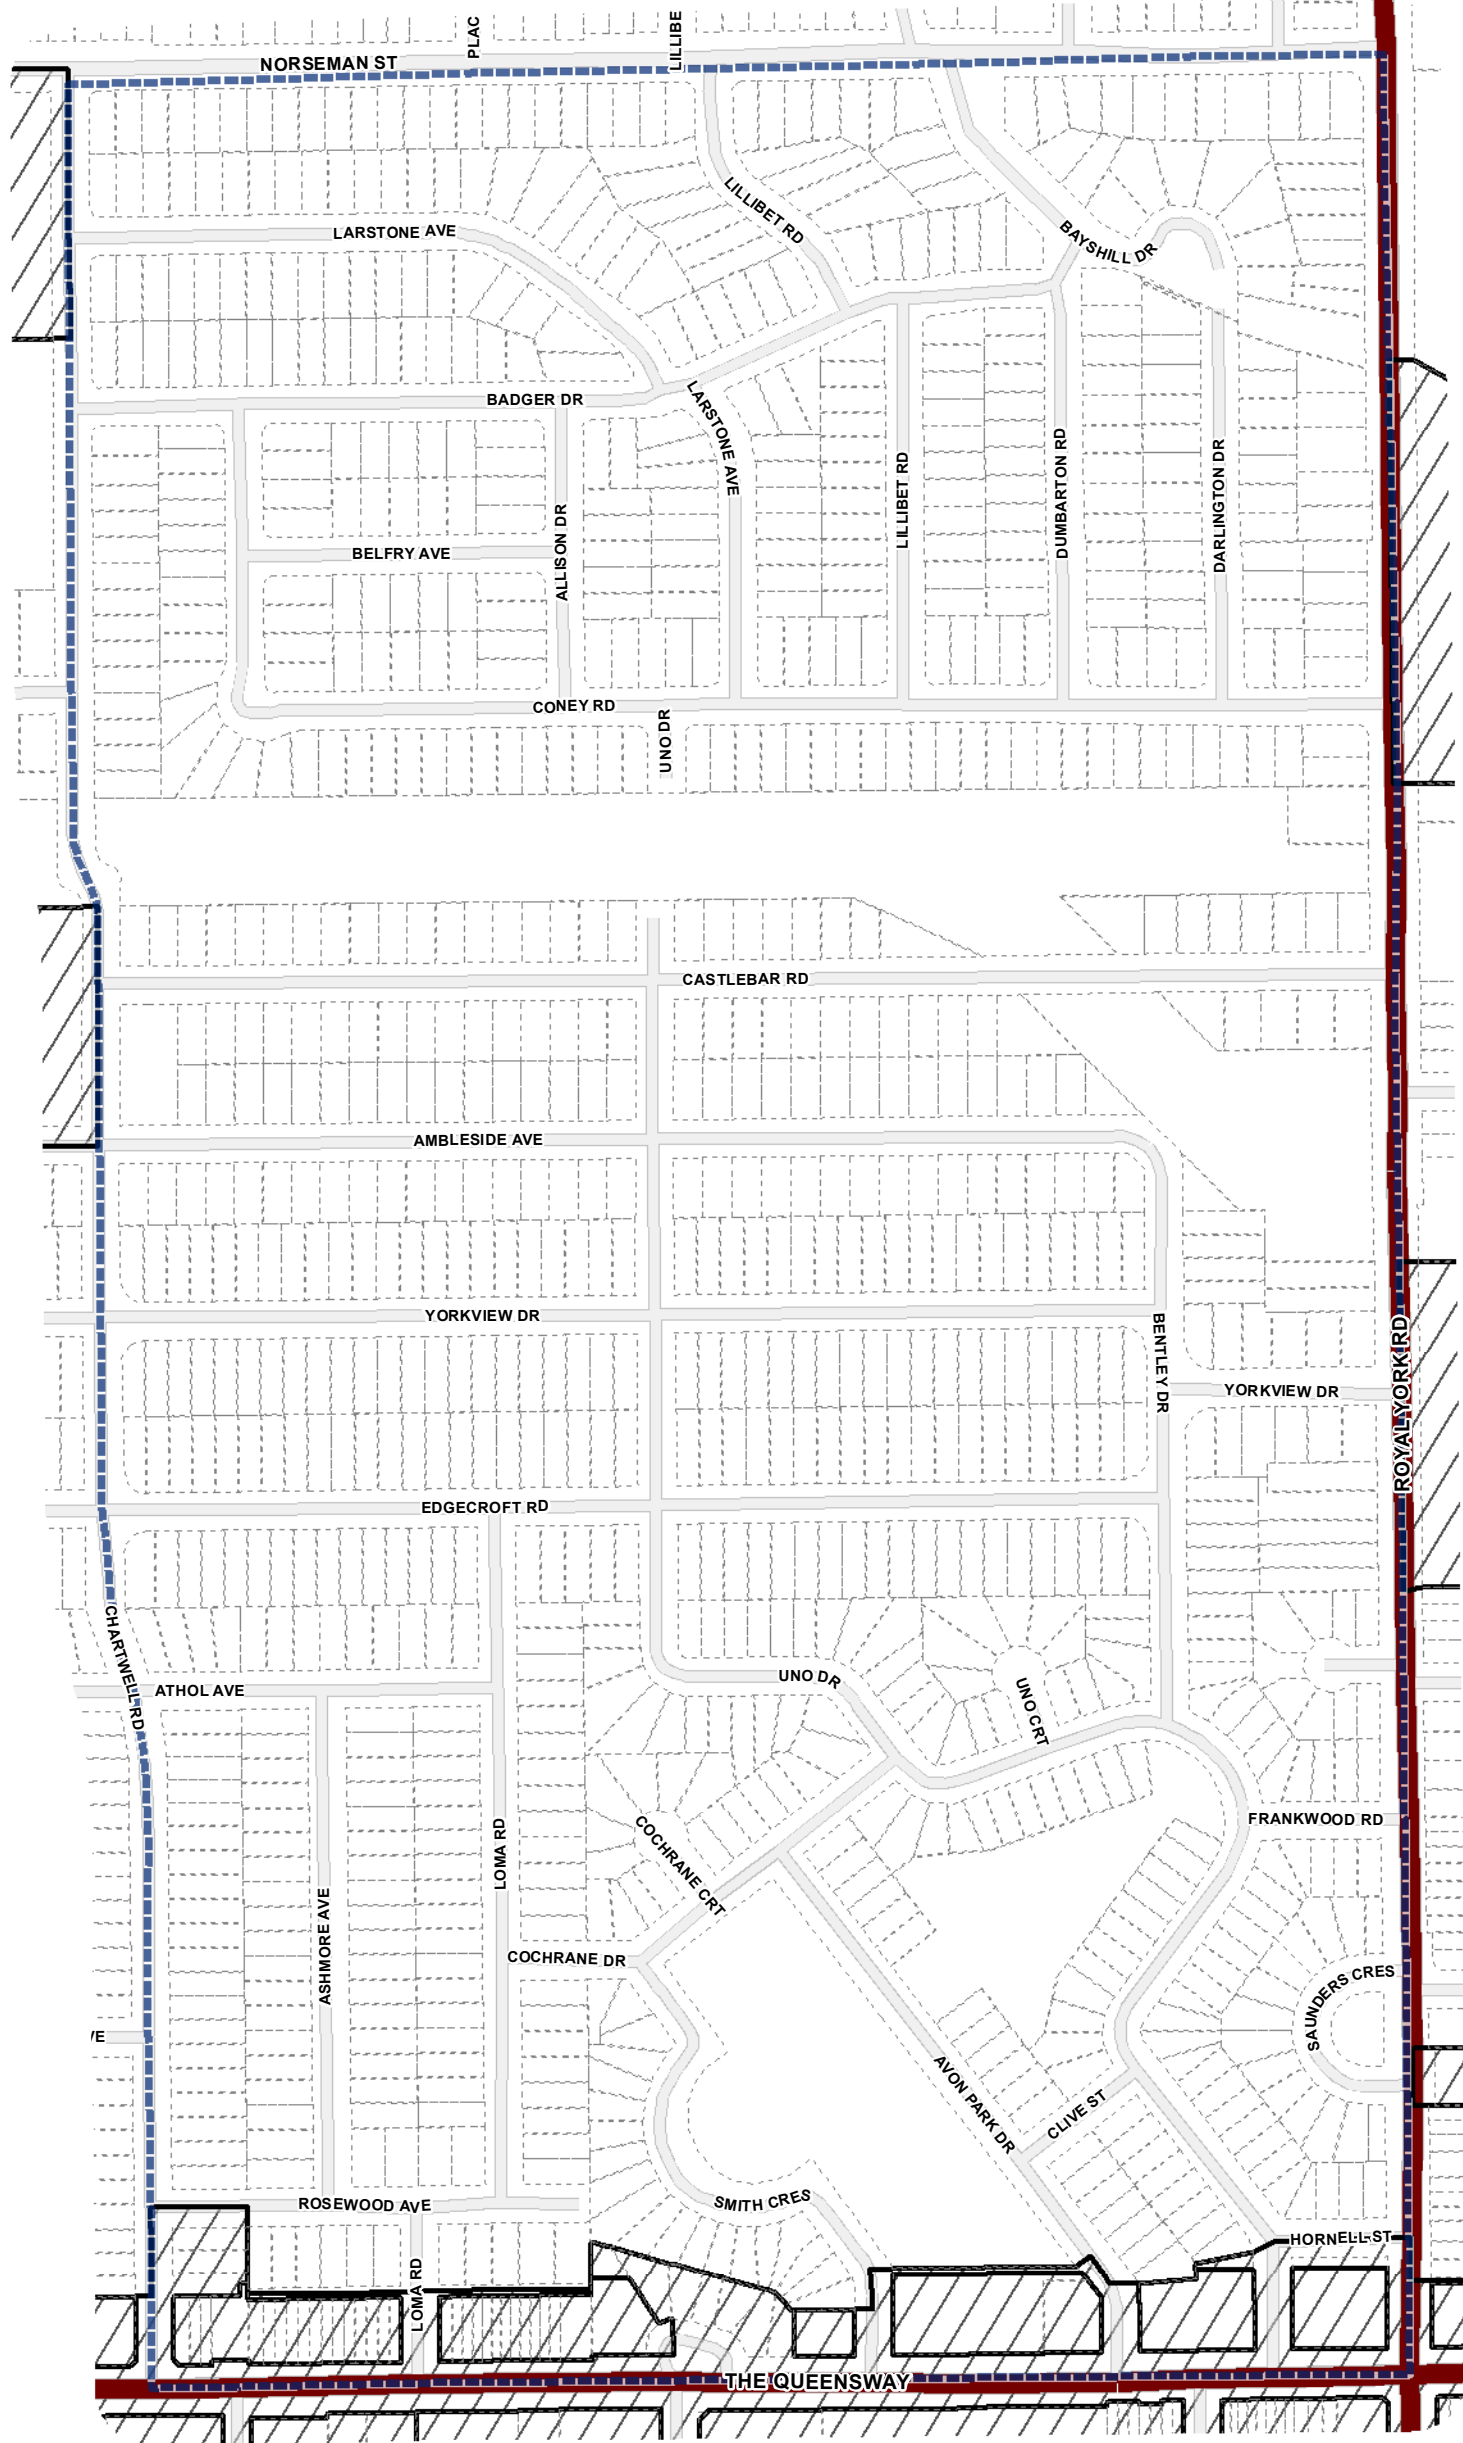 PLAC
LILLIBE
NORSEMAN ST
LILLIBET RD
LARSTONE AVE
BAYSHILL DR
BADGER DR
LARSTONE AVE
LILLIBET RD
DUMBARTON RD
DARLINGTON DR
ALLISON DR
BELFRY AVE
CONEY RD
UNO DR
CASTLEBAR RD
AMBLESIDE AVE
YORKVIEW DR
BENTLEY DR
YORKVIEW DR
ROYAL YORK RD
EDGECROFT RD
CHARTWELL RD
ATHOL AVE
UNO DR
UNO CRT
FRANKWOOD RD
COCHRANE CRT
LOMA RD
ASHMORE AVE
COCHRANE DR
SAUNDERS CRES
VE
AVON PARK DR
CLIVE ST
ROSEWOOD AVE
SMITH CRES
HORNELL ST
LOMA RD
THE QUEENSWAY